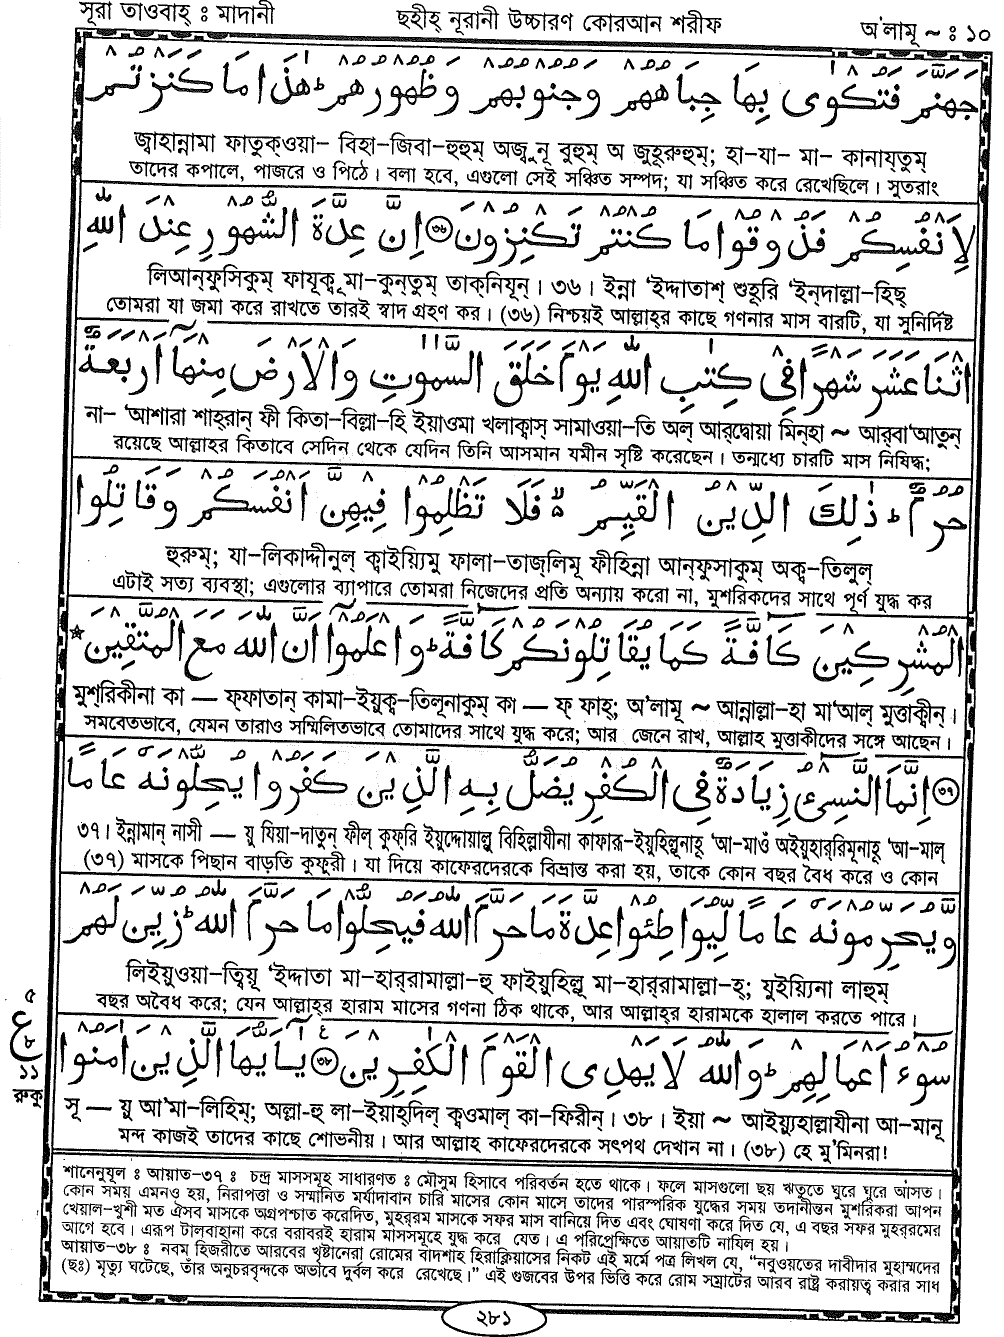 সূরা তাওবাহ্ : মাদানী
ছহীহ্ নূরানী উচ্চারণ কোরআন শরীফ
অ'লামূ ~ : ১০
جَهَنَّمَ فَتُكْوٰى بِهَا جِبَاهُهُمْ وَجُنُوْبُهُمْ وَظُهُوْرُهُمْ ؕ هٰذَا مَا كَنَزْتُمْ
জ্বাহান্নামা ফাতুক্ওয়া– বিহা–জিবা–হুহুম্ অজুনূ বুহুম্ অ জুহূরুহুম্; হা–যা– মা– কানায্তুম্
তাদের কপালে, পাজরে ও পিঠে। বলা হবে, এগুলো সেই সঞ্চিত সম্পদ; যা সঞ্চিত করে রেখেছিলে। সুতরাং
لِاَنْفُسِكُمْ فَذُوْقُوْا مَا كُنْتُمْ تَكْنِزُوْنَ ﴿৩৬﴾ اِنَّ عِدَّةَ الشُّهُوْرِ عِنْدَ اللّٰهِ
লিআন্ফুসিকুম্ ফাযূক্বূ মা–কুন্তুম্ তাক্নিযূন্। ৩৬। ইন্না 'ইদ্দাতাশ্ শুহূরি 'ইন্দাল্লা–হিছ্
তোমরা যা জমা করে রাখতে তারই স্বাদ গ্রহণ কর। (৩৬) নিশ্চয়ই আল্লাহ্‌র কাছে গণনার মাস বারটি, যা সুনির্দিষ্ট
اثْنَا عَشَرَ شَهْرًا فِيْ كِتٰبِ اللّٰهِ يَوْمَ خَلَقَ السَّمٰوٰتِ وَالْاَرْضَ مِنْهَاۤ اَرْبَعَةٌ
না– 'আশারা শাহ্‌রান্ ফী কিতা–বিল্লা–হি ইয়াওমা খলাক্বাস্ সামাওয়া–তি অল্ আর্‌দ্বোয়া মিন্‌হা ~ আর্‌বা'আতুন্
রয়েছে আল্লাহর কিতাবে সেদিন থেকে যেদিন তিনি আসমান যমীন সৃষ্টি করেছেন। তন্মধ্যে চারটি মাস নিষিদ্ধ;
حُرُمٌ ؕ ذٰلِكَ الدِّيْنُ الْقَيِّمُ ۙ فَلَا تَظْلِمُوْا فِيْهِنَّ اَنْفُسَكُمْ وَقَاتِلُوا
হুরুম্; যা–লিকাদ্দীনুল্ ক্বাইয়্যিমু ফালা–তাজ্‌লিমূ ফীহিন্না আন্‌ফুসাকুম্ অক্ব–তিলুল্
এটাই সত্য ব্যবস্থা; এগুলোর ব্যাপারে তোমরা নিজেদের প্রতি অন্যায় করো না, মুশরিকদের সাথে পূর্ণ যুদ্ধ কর
الْمُشْرِكِيْنَ كَآفَّةً كَمَا يُقَاتِلُوْنَكُمْ كَآفَّةً ؕ وَاعْلَمُوْۤا اَنَّ اللّٰهَ مَعَ الْمُتَّقِيْنَ
মুশ্‌রিকীনা কা — ফ্‌ফাতান্ কামা–ইয়ুক্ব–তিলূনাকুম্ কা — ফ্ ফাহ্; অ'লামূ ~ আন্নাল্লা–হা মা'আল্ মুত্তাক্বীন্।
সমবেতভাবে, যেমন তারাও সম্মিলিতভাবে তোমাদের সাথে যুদ্ধ করে; আর জেনে রাখ, আল্লাহ মুত্তাকীদের সঙ্গে আছেন।
﴿৩৭﴾ اِنَّمَا النَّسِيْٓءُ زِيَادَةٌ فِي الْكُفْرِ يُضَلُّ بِهِ الَّذِيْنَ كَفَرُوْا يُحِلُّوْنَهٗ عَامًا
৩৭। ইন্নামান্ নাসী — য়ু যিয়া–দাতুন্ ফীল্ কুফ্‌রি ইয়ুদ্বোয়াল্লু বিহিল্লাযীনা কাফারূ–ইয়ুহিল্লূনাহূ 'আ–মাওঁ অইয়ুহার্‌রিমূনাহূ 'আ–মাল্
(৩৭) মাসকে পিছান বাড়তি কুফুরী। যা দিয়ে কাফেরদেরকে বিভ্রান্ত করা হয়, তাকে কোন বছর বৈধ করে ও কোন
وَّيُحَرِّمُوْنَهٗ عَامًا لِّيُوَاطِئُوْا عِدَّةَ مَا حَرَّمَ اللّٰهُ فَيُحِلُّوْا مَا حَرَّمَ اللّٰهُ ؕ زُيِّنَ لَهُمْ
লিইয়ুওয়া–ত্বিয়ূ 'ইদ্দাতা মা–হার্‌রামাল্লা–হু ফাইয়ুহিল্লূ মা–হার্‌রামাল্লা–হ্; যুইয়্যিনা লাহুম্
বছর অবৈধ করে; যেন আল্লাহ্‌র হারাম মাসের গণনা ঠিক থাকে, আর আল্লাহ্‌র হারামকে হালাল করতে পারে।
سُوْٓءُ اَعْمَالِهِمْ ؕ وَاللّٰهُ لَا يَهْدِى الْقَوْمَ الْكٰفِرِيْنَ ﴿৩৮﴾ يٰۤاَيُّهَا الَّذِيْنَ اٰمَنُوْا
সূ — য়ু আ'মা–লিহিম্; অল্লা-হু লা–ইয়াহ্‌দিল্ ক্বওমাল্ কা–ফিরীন্। ৩৮। ইয়া ~ আইয়্যুহাল্লাযীনা আ–মানূ
মন্দ কাজই তাদের কাছে শোভনীয়। আর আল্লাহ কাফেরদেরকে সৎপথ দেখান না। (৩৮) হে মু'মিনরা!
৫
ع
৮
১১
রুকু
শানেনুযূল : আয়াত–৩৭ : চন্দ্র মাসসমূহ সাধারণত : মৌসুম হিসাবে পরিবর্তন হতে থাকে। ফলে মাসগুলো ছয় ঋতুতে ঘুরে ঘুরে আসত।
কোন সময় এমনও হয়, নিরাপত্তা ও সম্মানিত মর্যাদাবান চারি মাসের কোন মাসে তাদের পারস্পরিক যুদ্ধের সময় তদানীন্তন মুশরিকরা আপন
খেয়াল–খুশী মত ঐসব মাসকে অগ্রপশ্চাত করেদিত, মুহর্‌রম মাসকে সফর মাস বানিয়ে দিত এবং ঘোষণা করে দিত যে, এ বছর সফর মুহর্‌রমের
আগে হবে। এরূপ টালবাহানা করে বরাবরই হারাম মাসসমূহে যুদ্ধ করে যেত। এ পরিপ্রেক্ষিতে আয়াতটি নাযিল হয়।
আয়াত–৩৮ : নবম হিজরীতে আরবের খৃষ্টানেরা রোমের বাদশাহ হিরাক্লিয়াসের নিকট এই মর্মে পত্র লিখল যে, "নবুওয়তের দাবীদার মুহাম্মদের
(ছঃ) মৃত্যু ঘটেছে, তাঁর অনুচরবৃন্দকে অভাবে দুর্বল করে রেখেছে।" এই গুজবের উপর ভিত্তি করে রোম সম্রাটের আরব রাষ্ট্র করায়ত্ব করার সাধ
২৮১